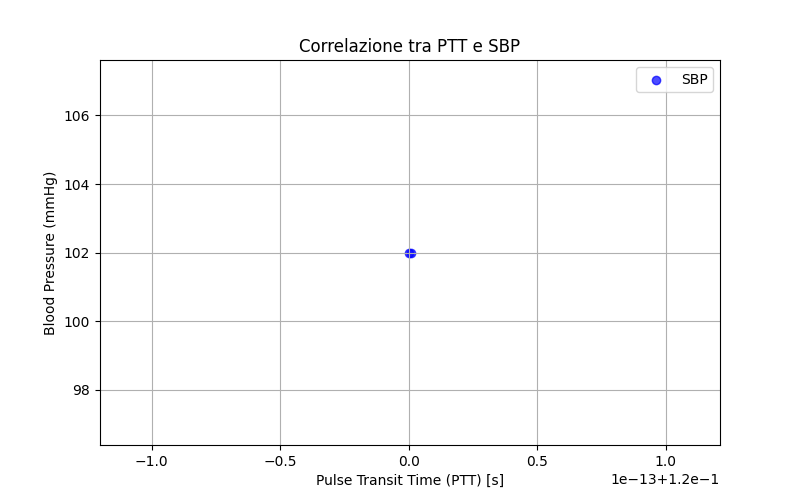 Correlazione tra PTT e SBP
SBP
Blood Pressure (mmHg)
106
104
102
100
98
−1.0 −0.5 0.0 0.5 1.0
Pulse Transit Time (PTT) [s]
1e−13+1.2e−1